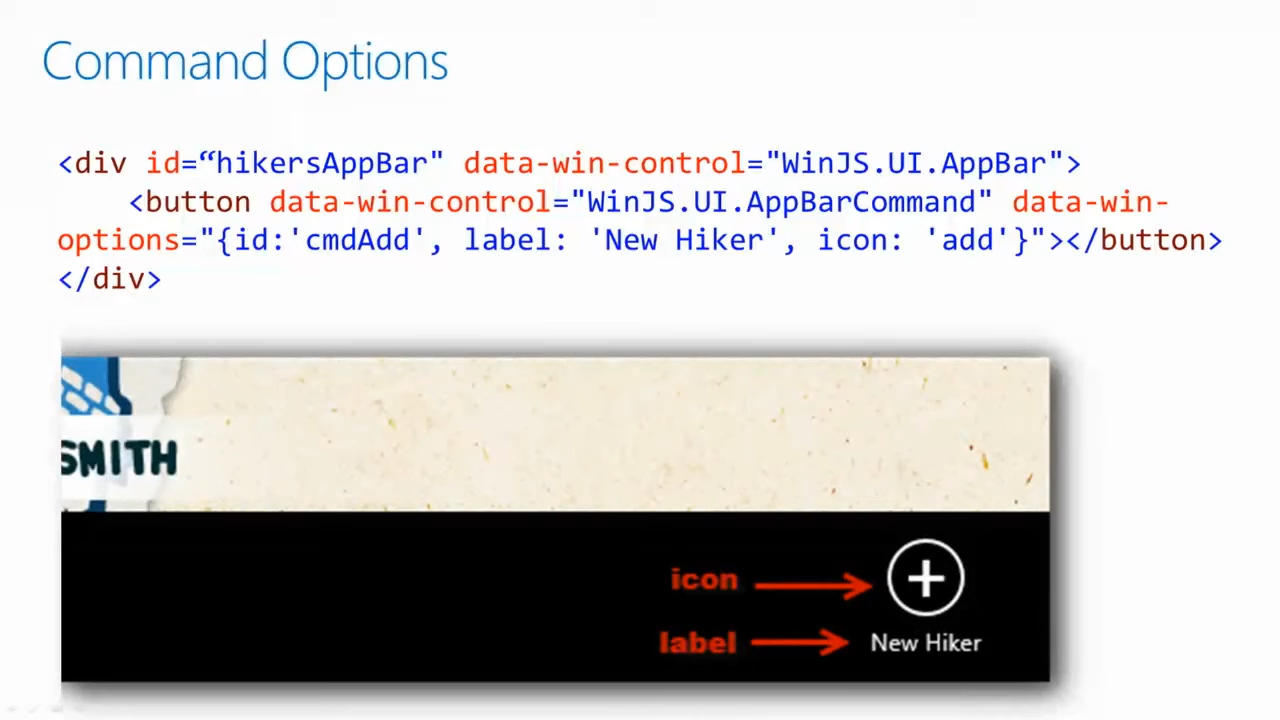 Command Options
<div id=“hikersAppBar" data-win-control="WinJS.UI.AppBar">
<button data-win-control="WinJS.UI.AppBarCommand" data-win-
options="{id:'cmdAdd', label: 'New Hiker', icon: 'add'}"></button>
</div>
SMITH
icon
label
New Hiker